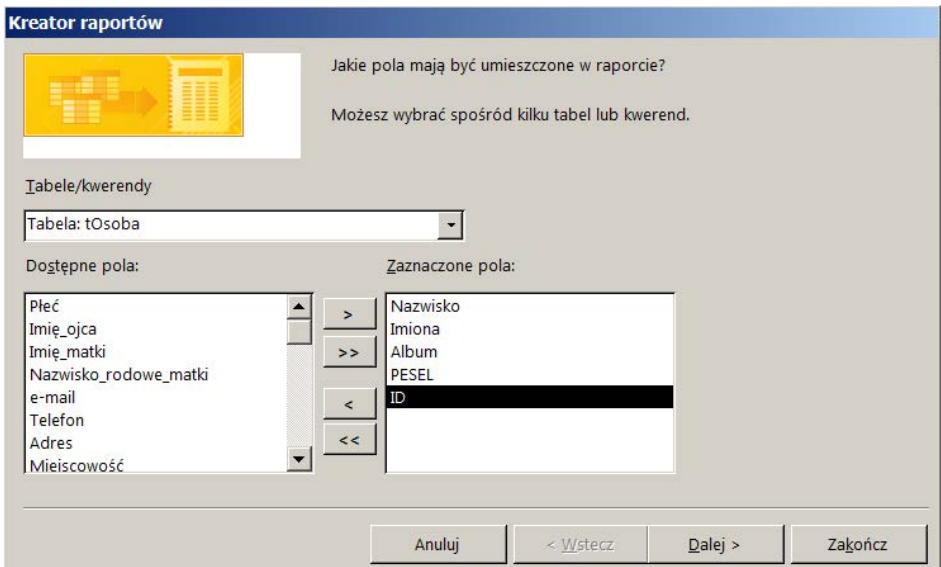 Kreator raportów
Jakie pola mają być umieszczone w raporcie?
Możesz wybrać spośród kilku tabel lub kwerend.
Tabele/kwerendy
Tabela: tOsoba
Dostępne pola:
Zaznaczone pola:
Płeć
Imię_ojca
Imię_matki
Nazwisko_rodowe_matki
e-mail
Telefon
Adres
Miejscowość
>
>>
<
<<
Nazwisko
Imiona
Album
PESEL
ID
Anuluj
< Wstecz
Dalej >
Zakończ